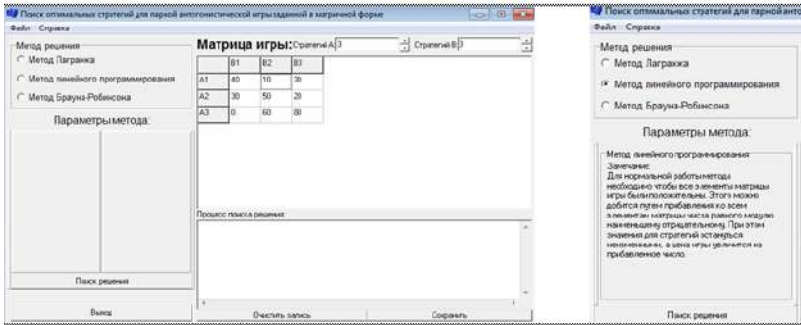 Поиск оптимальных стратегий для парной антогонистической игры заданной в матричной форме
Файл Справка
Метод решения
Метод Лагранжа
Метод линейного программирования
Метод Брауна-Робинсона
Параметры метода:
Поиск решения
Выход
Матрица игры: Стратегий А: 3 Стратегий В: 3
B1 B2 B3
A1 40 10 30
A2 30 50 20
A3 0 60 80
Процесс поиска решения
Очистить запись Сохранить
Поиск оптимальных стратегий для парной анто
Файл Справка
Метод решения
Метод Лагранжа
Метод линейного программирования
Метод Брауна-Робинсона
Параметры метода:
Метод линейного программирования
Замечание:
Для нормальной работы метода
необходимо чтобы все элементы матрицы
игры были положительны. Этого можно
добится путем прибавления ко всем
элементам матрицы числа равного модулю
наименьшему отрицательному. При этом
значения для стратегий остануться
неизменными, а цена игры увеличится на
прибавленное число.
Поиск решения